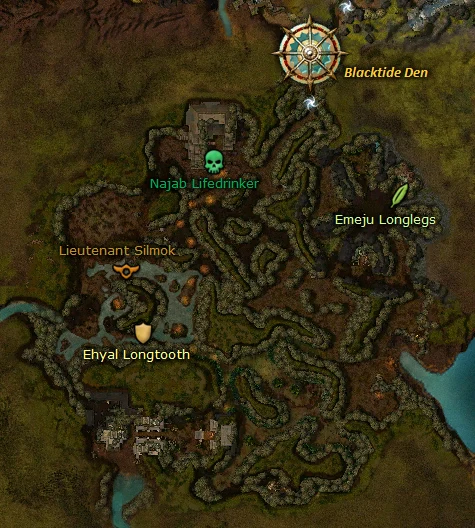 Blacktide Den
Najab Lifedrinker
Emeju Longlegs
Lieutenant Silmok
Ehyal Longtooth